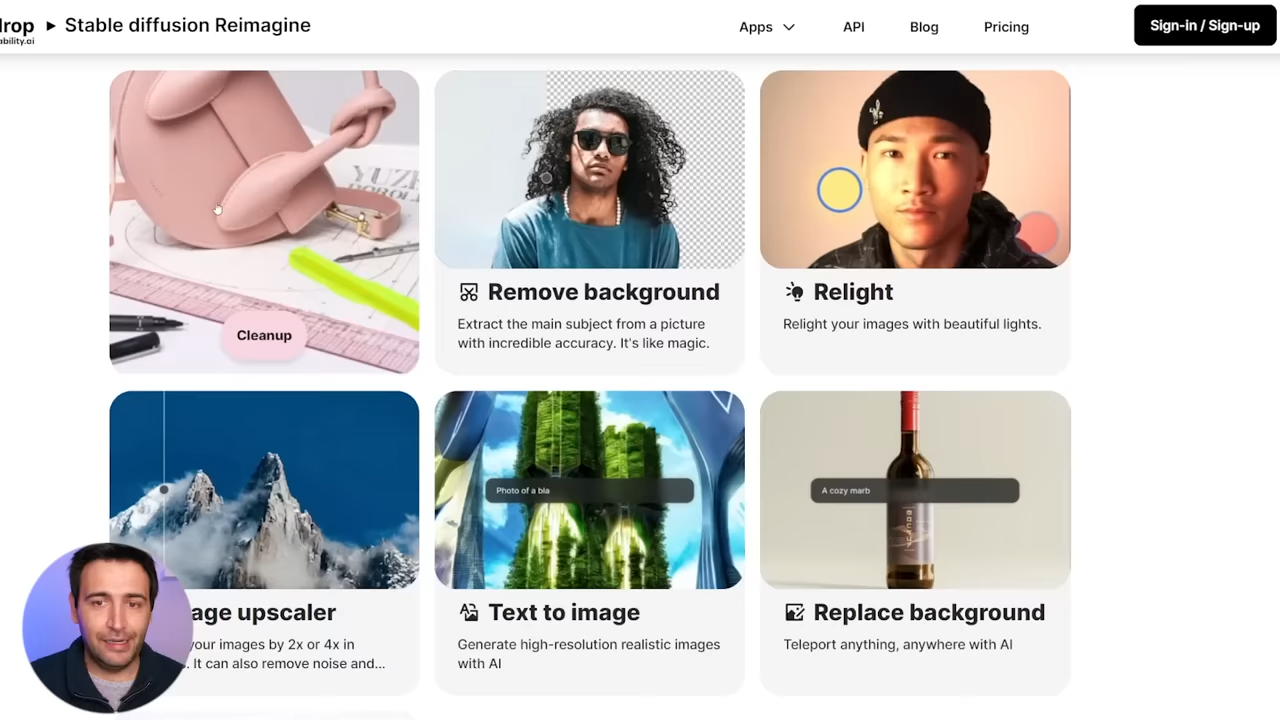 drop
ability.ai
Stable diffusion Reimagine
Apps
API
Blog
Pricing
Sign-in / Sign-up
Cleanup
Remove background
Extract the main subject from a picture
with incredible accuracy. It's like magic.
Relight
Relight your images with beautiful lights.
age upscaler
your images by 2x or 4x in
. It can also remove noise and...
Photo of a bla
Text to image
Generate high-resolution realistic images
with AI
A cozy marb
Replace background
Teleport anything, anywhere with AI